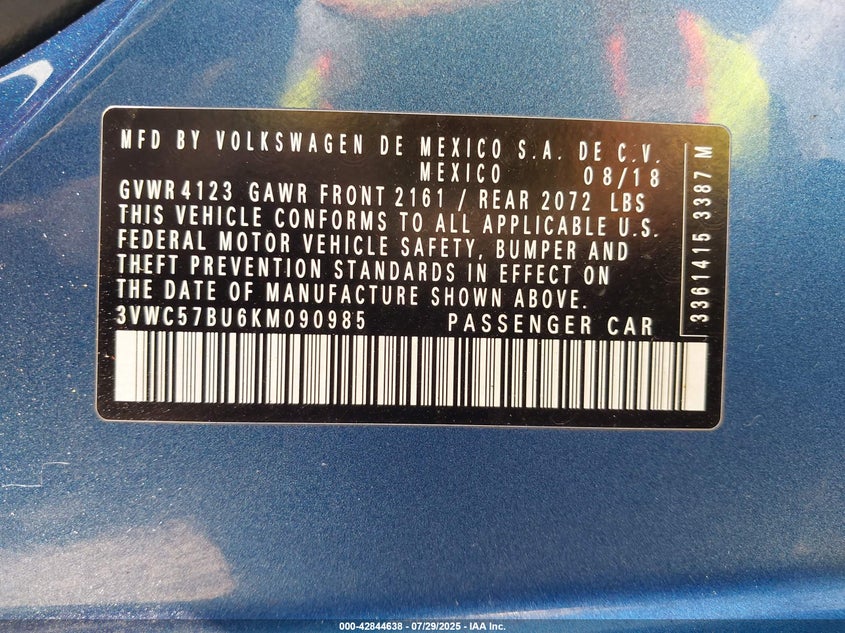 MFD BY VOLKSWAGEN DE MEXICO S.A. DE C.V.
MEXICO 08/18
GVWR 4123 GAWR FRONT 2161 / REAR 2072 LBS
THIS VEHICLE CONFORMS TO ALL APPLICABLE U.S.
FEDERAL MOTOR VEHICLE SAFETY, BUMPER AND
THEFT PREVENTION STANDARDS IN EFFECT ON
THE DATE OF MANUFACTURE SHOWN ABOVE.
3VWC57BU6KM090985 PASSENGER CAR
3361415 3387 M
000-42844638 - 07/29/2025 - IAA Inc.